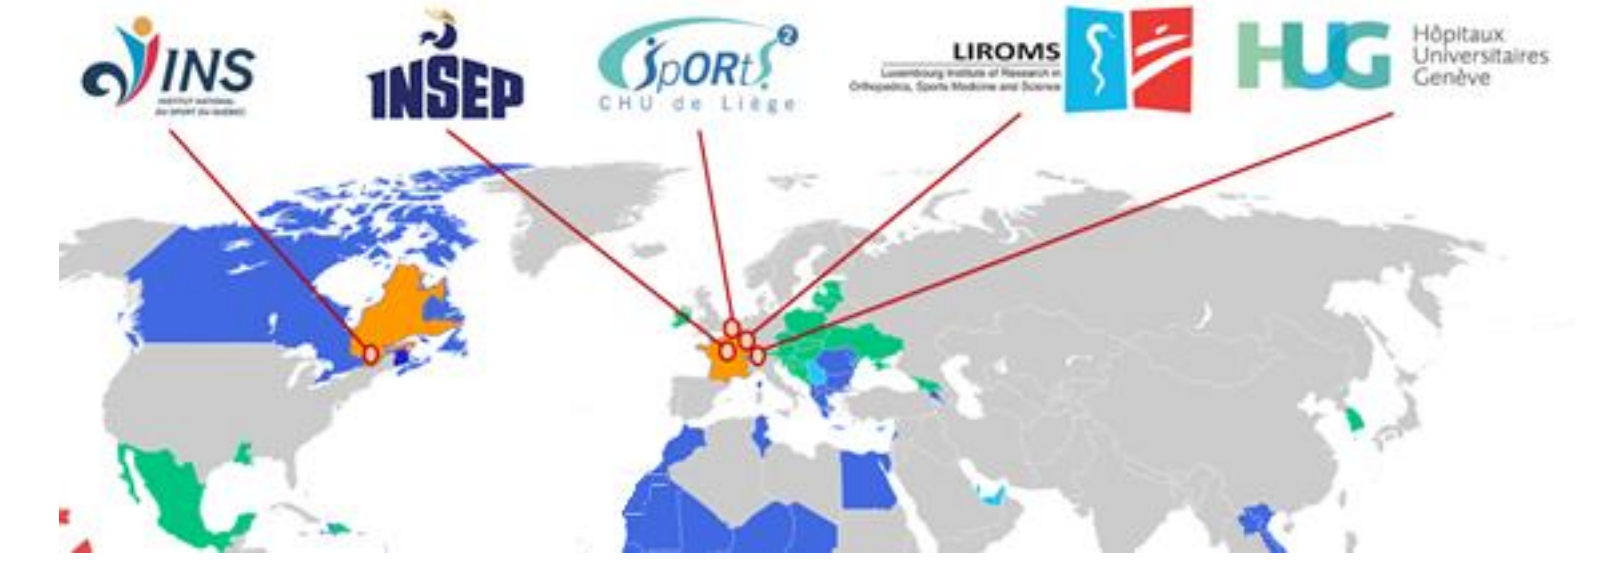 INS
INSTITUT NATIONAL
DU SPORT DU QUÉBEC
INSEP
SPORTS²
CHU de Liège
LIROMS
Luxembourg Institute of Research in
Orthopedics, Sports Medicine and Science
HUG
Hôpitaux
Universitaires
Genève